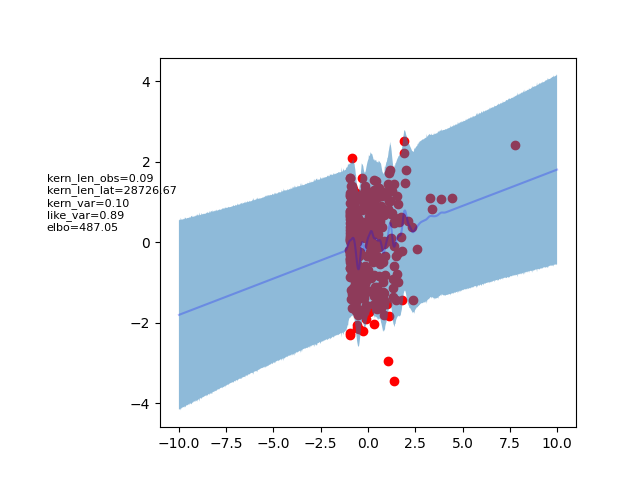 4
2
0
−2
−4
kern_len_obs=0.09
kern_len_lat=28726.67
kern_var=0.10
like_var=0.89
elbo=487.05
−10.0 −7.5 −5.0 −2.5 0.0 2.5 5.0 7.5 10.0